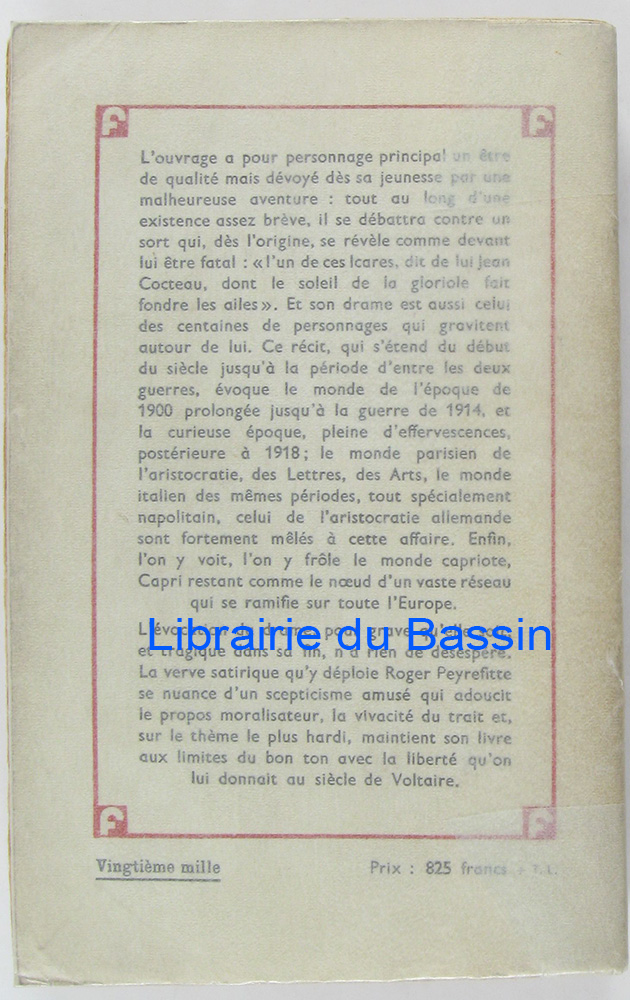 L'ouvrage a pour personnage principal un être
de qualité mais dévoyé dès sa jeunesse par une
malheureuse aventure : tout au long d'une
existence assez brève, il se débattra contre un
sort qui, dès l'origine, se révèle comme devant
lui être fatal : « l'un de ces Icares, dit de lui Jean
Cocteau, dont le soleil de la gloriole fait
fondre les ailes ». Et son drame est aussi celui
des centaines de personnages qui gravitent
autour de lui. Ce récit, qui s'étend du début
du siècle jusqu'à la période d'entre les deux
guerres, évoque le monde de l'époque de
1900 prolongée jusqu'à la guerre de 1914, et
la curieuse époque, pleine d'effervescences,
postérieure à 1918 ; le monde parisien de
l'aristocratie, des Lettres, des Arts, le monde
italien des mêmes périodes, tout spécialement
napolitain, celui de l'aristocratie allemande
sont fortement mêlés à cette affaire. Enfin,
l'on y voit, l'on y frôle le monde capriote,
Capri restant comme le nœud d'un vaste réseau
qui se ramifie sur toute l'Europe.
L'évocation du drame, pour grave qu'elle soit,
Librairie du Bassin
et tragique dans sa fin, n'a rien de désespéré.
La verve satirique qu'y déploie Roger Peyrefitte
se nuance d'un scepticisme amusé qui adoucit
le propos moralisateur, la vivacité du trait et,
sur le thème le plus hardi, maintient son livre
aux limites du bon ton avec la liberté qu'on
lui donnait au siècle de Voltaire.
Vingtième mille
Prix : 825 francs + T.L.